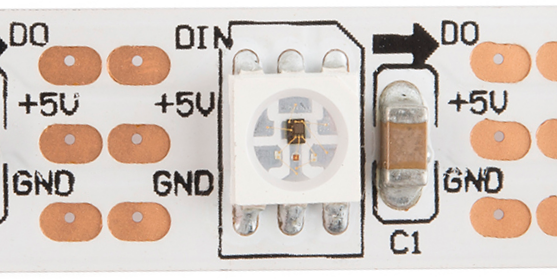 DO DIN DO
+5V +5V +5V
GND GND GND
C1